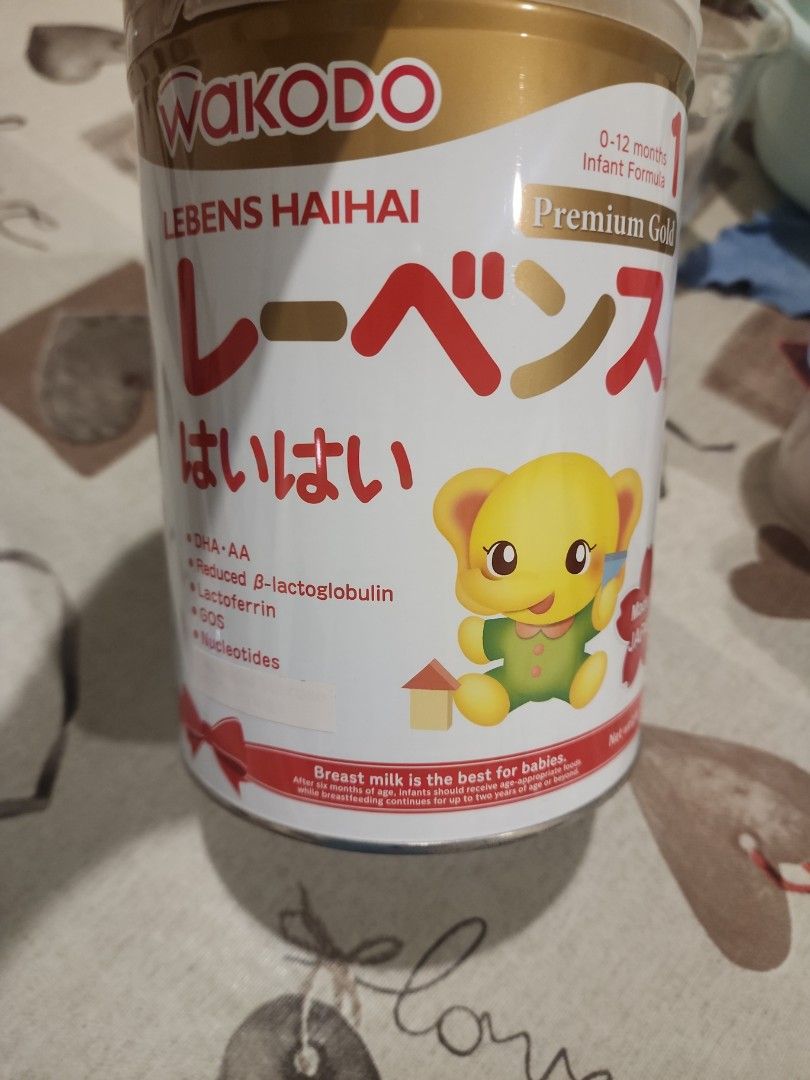 WaKODO
1
0-12 months
Infant Formula
LEBENS HAIHAI
Premium Gold
レーベンス
はいはい
• DHA・AA
• Reduced β-lactoglobulin
• Lactoferrin
• GOS
• Nucleotides
Breast milk is the best for babies.
After six months of age, infants should receive age-appropriate foods
while breastfeeding continues for up to two years of age or beyond.
love